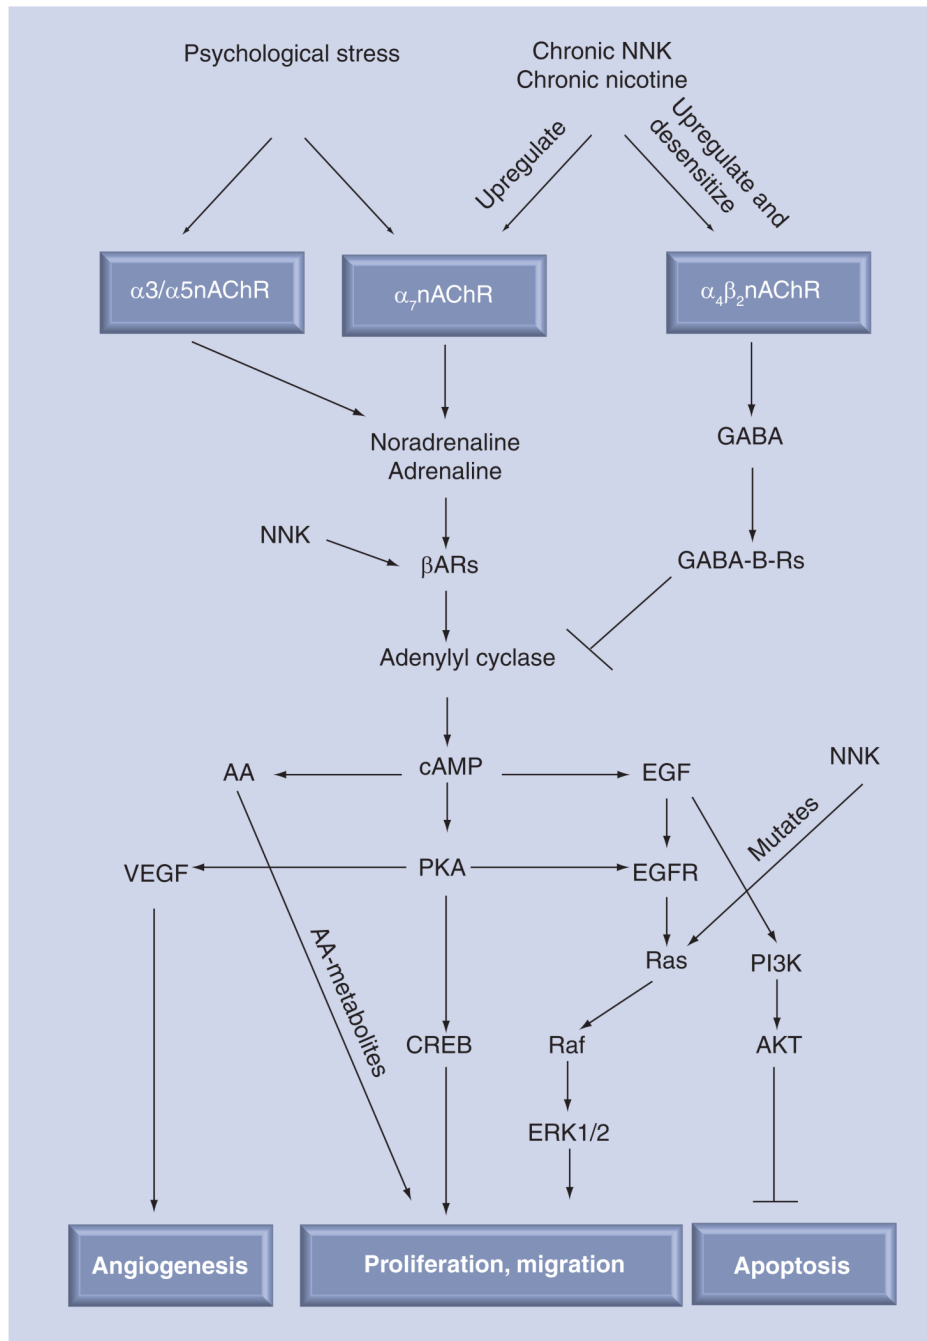 Psychological stress
Chronic NNK
Chronic nicotine
Upregulate
Upregulate and
desensitize
α3/α5nAChR
α₇nAChR
α₄β₂nAChR
Noradrenaline
Adrenaline
GABA
NNK
βARs
GABA-B-Rs
Adenylyl cyclase
AA
cAMP
EGF
NNK
Mutates
VEGF
PKA
EGFR
AA-metabolites
Ras
PI3K
CREB
Raf
AKT
ERK1/2
Angiogenesis
Proliferation, migration
Apoptosis